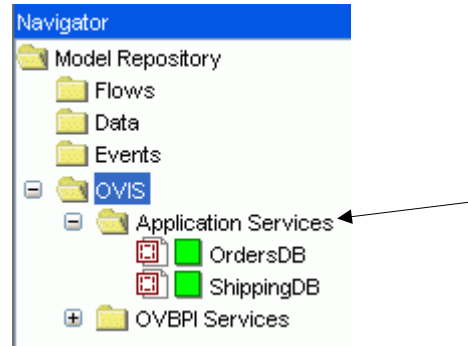 Navigator
Model Repository
Flows
Data
Events
OVIS
Application Services
OrdersDB
ShippingDB
OVBPI Services